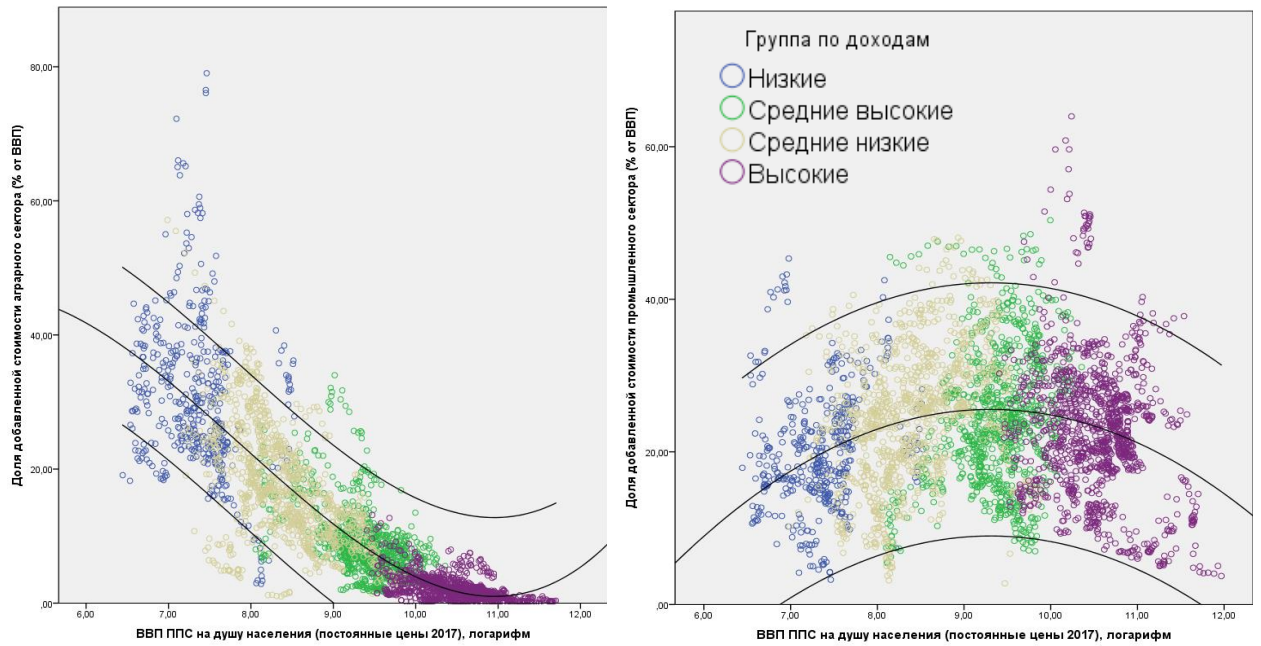 Доля добавленной стоимости аграрного сектора (% от ВВП)
80,00
60,00
40,00
20,00
,00
6,00 7,00 8,00 9,00 10,00 11,00 12,00
ВВП ППС на душу населения (постоянные цены 2017), логарифм
Доля добавленной стоимости промышленного сектора (% от ВВП)
Группа по доходам
Низкие
Средние высокие
Средние низкие
Высокие
60,00
40,00
20,00
,00
6,00 7,00 8,00 9,00 10,00 11,00 12,00
ВВП ППС на душу населения (постоянные цены 2017), логарифм